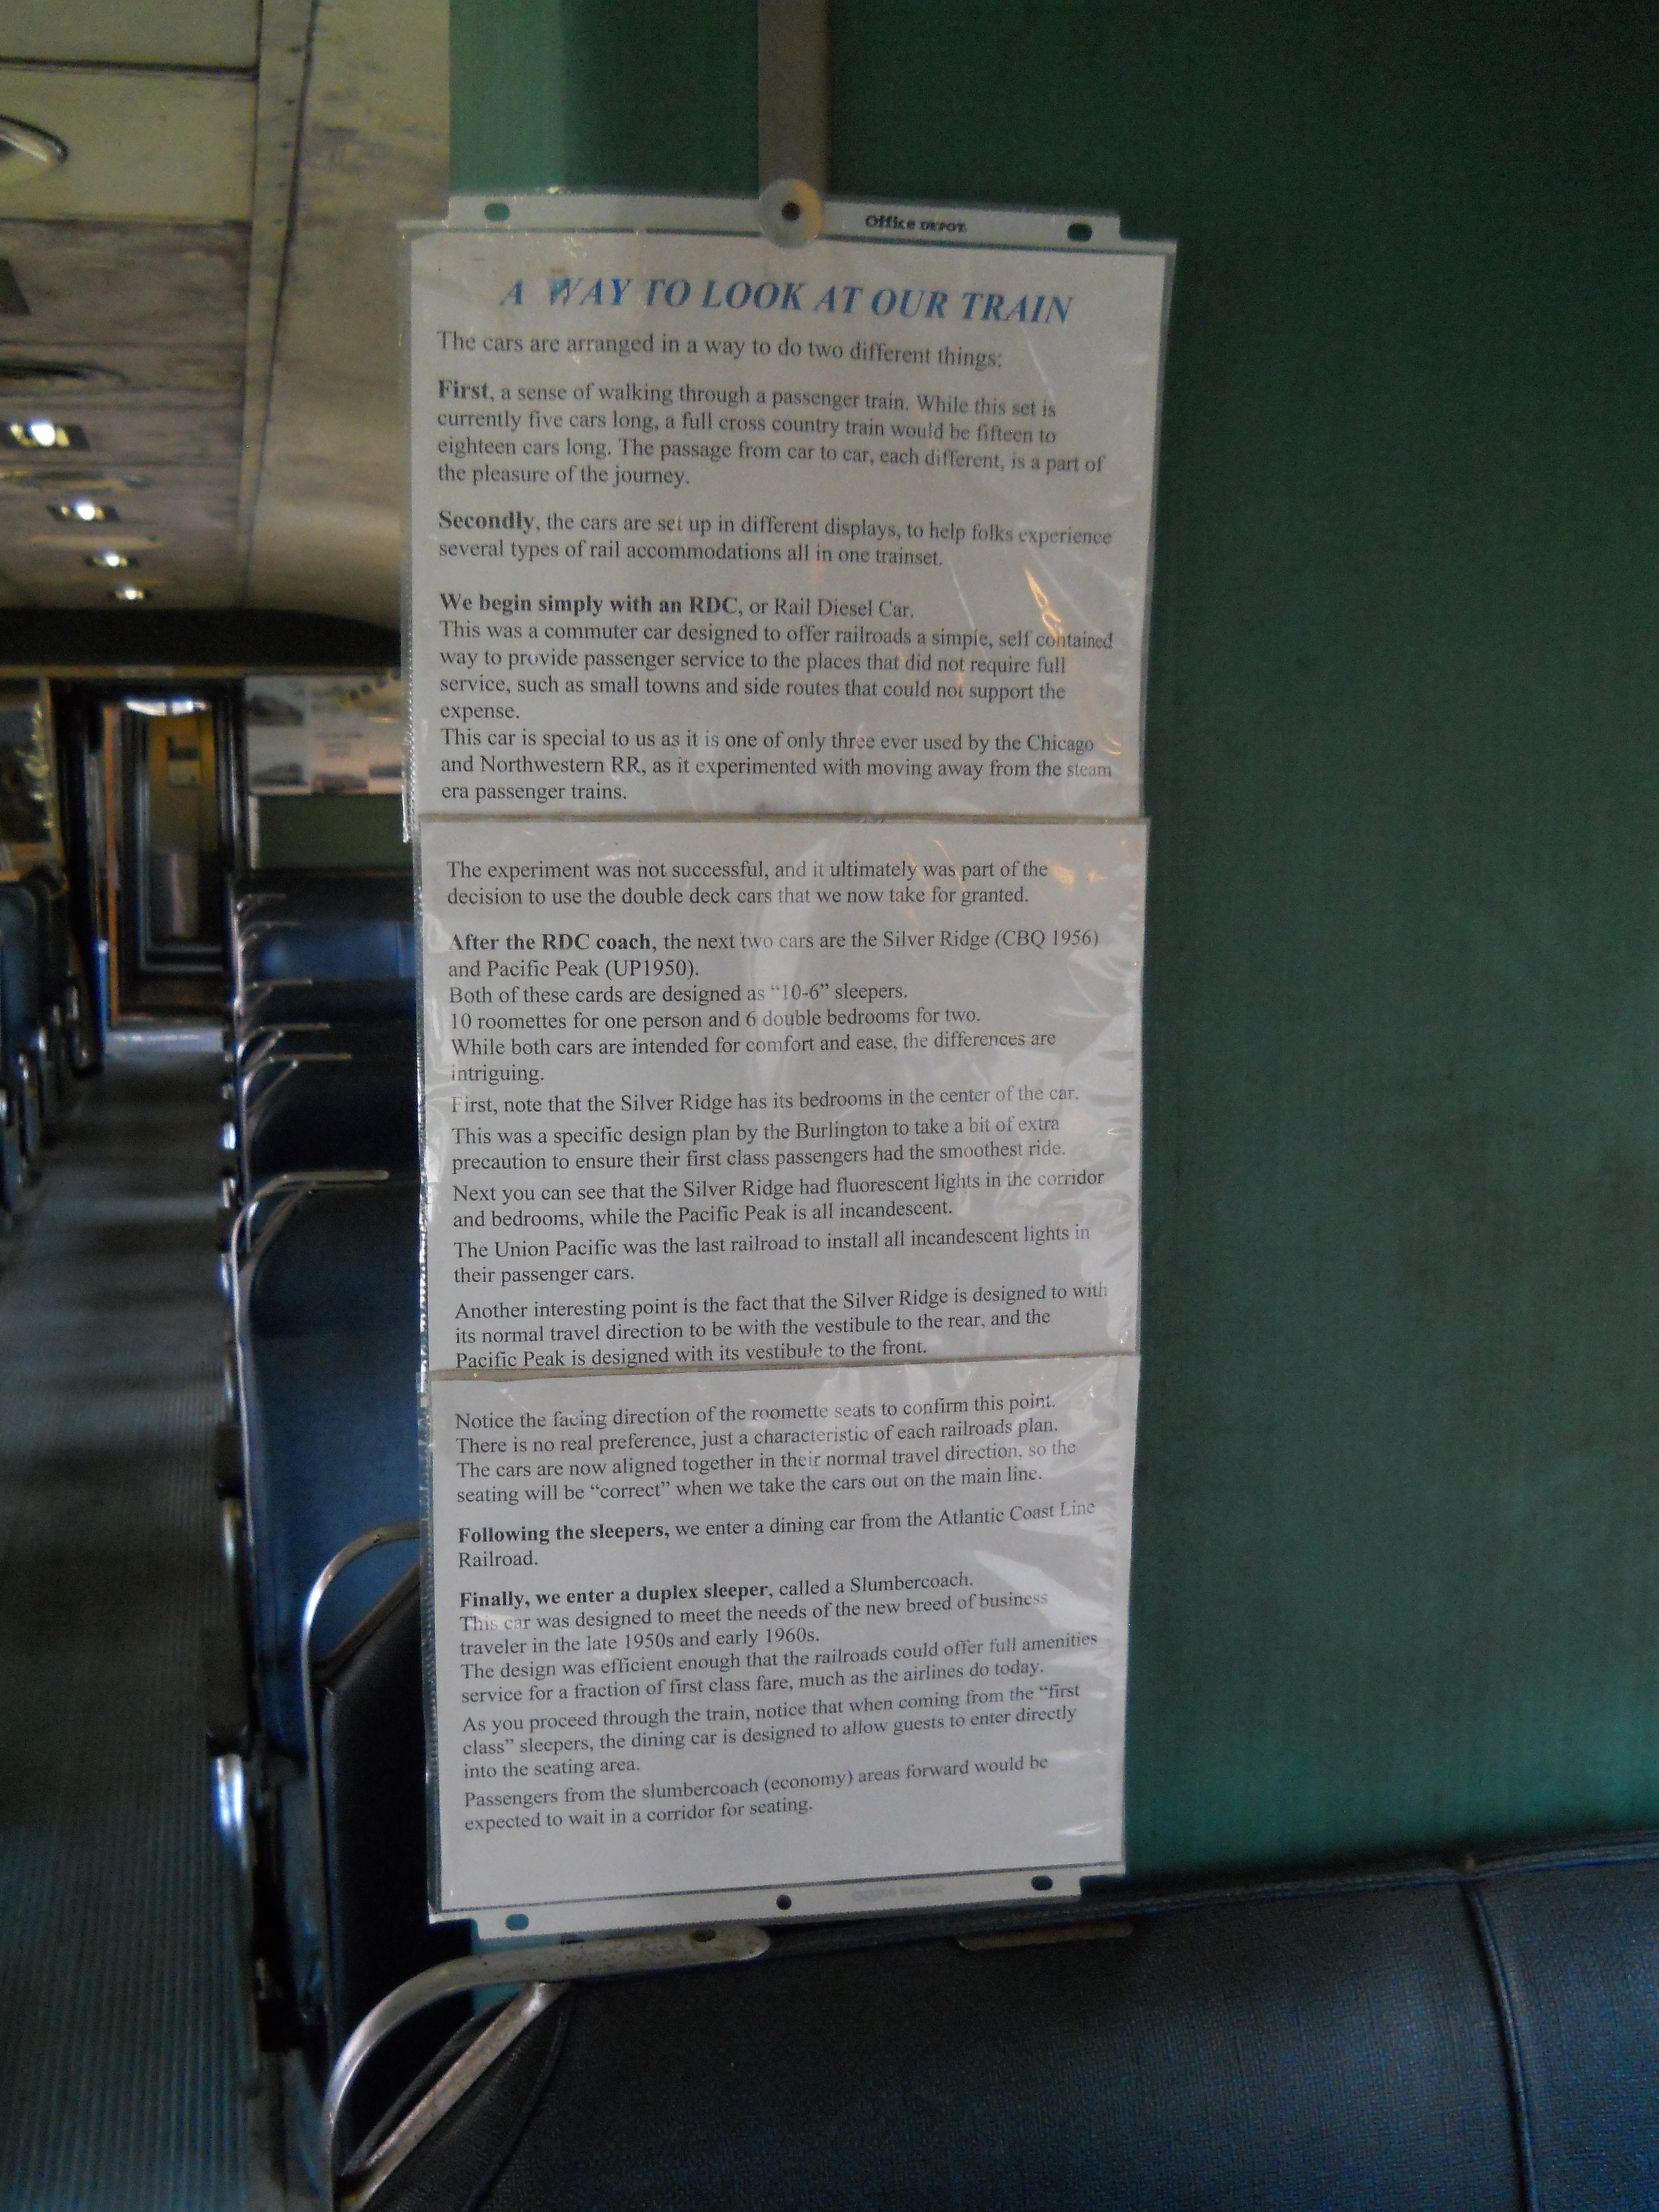 Office DEPOT
A WAY TO LOOK AT OUR TRAIN
The cars are arranged in a way to do two different things:
First, a sense of walking through a passenger train. While this set is
currently five cars long, a full cross country train would be fifteen to
eighteen cars long. The passage from car to car, each different, is a part of
the pleasure of the journey.
Secondly, the cars are set up in different displays, to help folks experience
several types of rail accommodations all in one trainset.
We begin simply with an RDC, or Rail Diesel Car.
This was a commuter car designed to offer railroads a simple, self contained
way to provide passenger service to the places that did not require full
service, such as small towns and side routes that could not support the
expense.
This car is special to us as it is one of only three ever used by the Chicago
and Northwestern RR, as it experimented with moving away from the steam
era passenger trains.
The experiment was not successful, and it ultimately was part of the
decision to use the double deck cars that we now take for granted.
After the RDC coach, the next two cars are the Silver Ridge (CBQ 1956)
and Pacific Peak (UP1950).
Both of these cards are designed as “10-6” sleepers.
10 roomettes for one person and 6 double bedrooms for two.
While both cars are intended for comfort and ease, the differences are
intriguing.
First, note that the Silver Ridge has its bedrooms in the center of the car.
This was a specific design plan by the Burlington to take a bit of extra
precaution to ensure their first class passengers had the smoothest ride.
Next you can see that the Silver Ridge had fluorescent lights in the corridor
and bedrooms, while the Pacific Peak is all incandescent.
The Union Pacific was the last railroad to install all incandescent lights in
their passenger cars.
Another interesting point is the fact that the Silver Ridge is designed to with
its normal travel direction to be with the vestibule to the rear, and the
Pacific Peak is designed with its vestibule to the front.
Notice the facing direction of the roomette seats to confirm this point.
There is no real preference, just a characteristic of each railroads plan.
The cars are now aligned together in their normal travel direction, so the
seating will be “correct” when we take the cars out on the main line.
Following the sleepers, we enter a dining car from the Atlantic Coast Line
Railroad.
Finally, we enter a duplex sleeper, called a Slumbercoach.
This car was designed to meet the needs of the new breed of business
traveler in the late 1950s and early 1960s.
The design was efficient enough that the railroads could offer full amenities
service for a fraction of first class fare, much as the airlines do today.
As you proceed through the train, notice that when coming from the “first
class” sleepers, the dining car is designed to allow guests to enter directly
into the seating area.
Passengers from the slumbercoach (economy) areas forward would be
expected to wait in a corridor for seating.
Office DEPOT